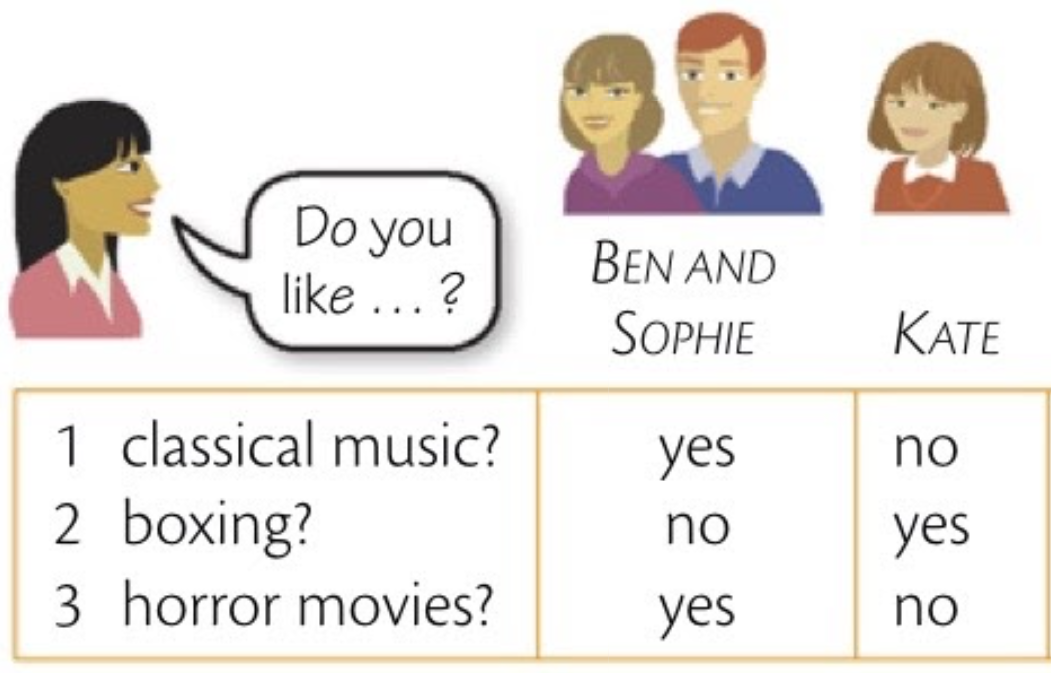 Do you
like ... ?
BEN AND
SOPHIE
KATE
1 classical music? yes no
2 boxing? no yes
3 horror movies? yes no